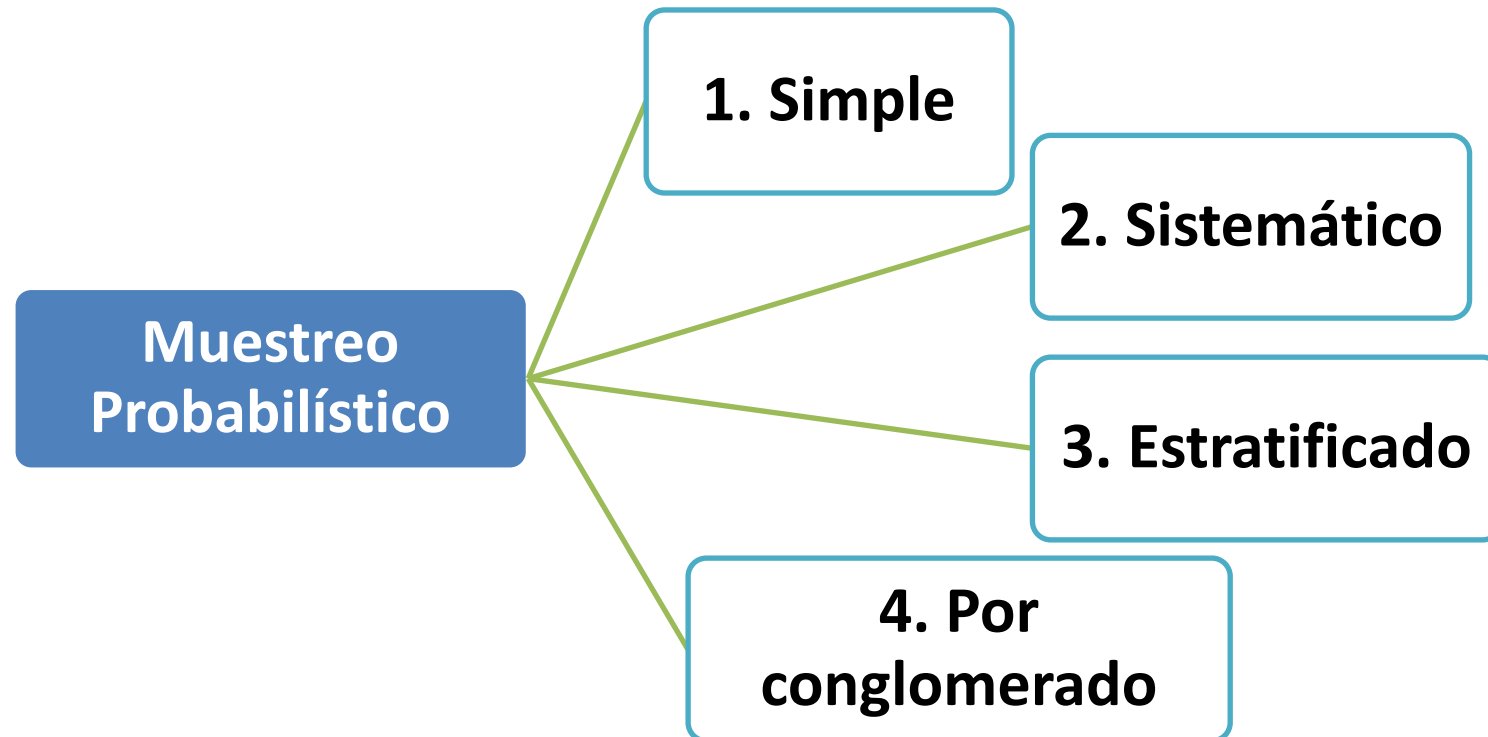 Muestreo
Probabilístico
1. Simple
2. Sistemático
3. Estratificado
4. Por
conglomerado